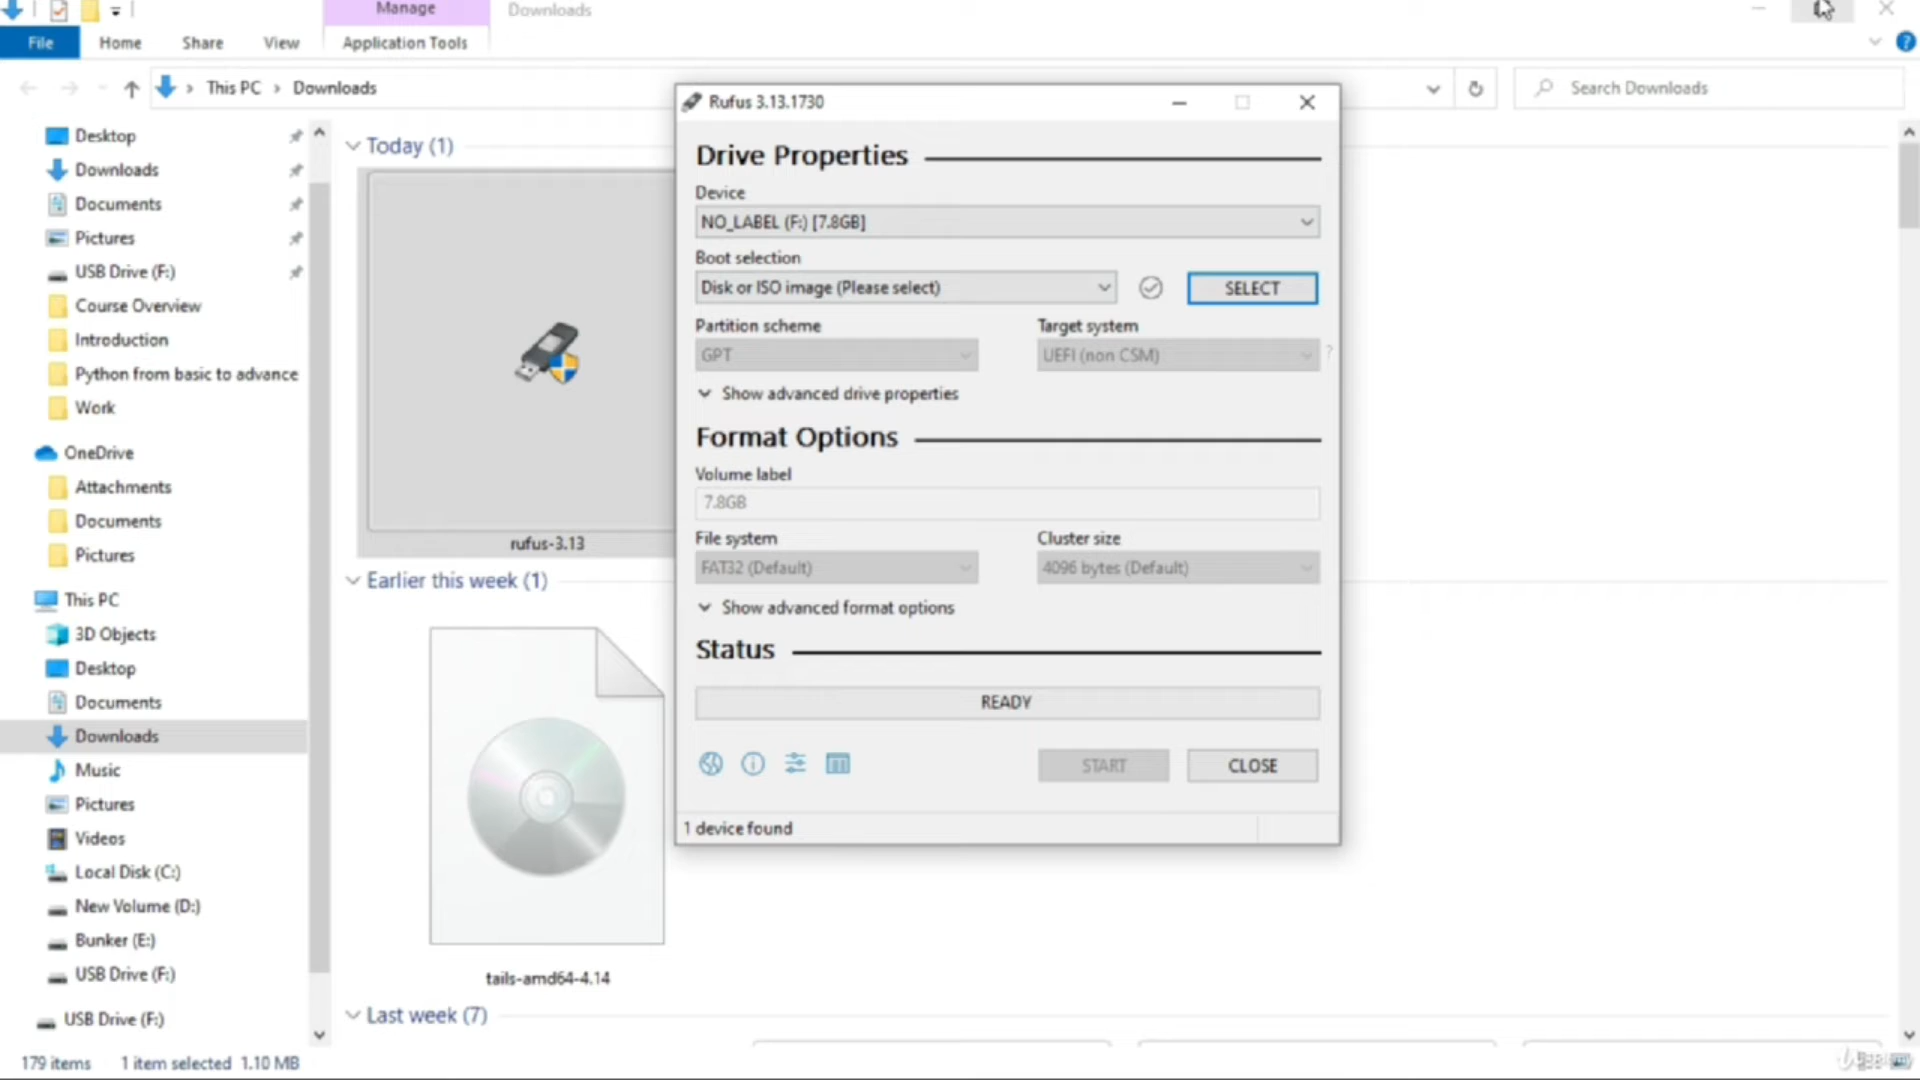 Manage
Downloads
File
Home
Share
View
Application Tools
This PC
Downloads
Search Downloads
Desktop
Downloads
Documents
Pictures
USB Drive (F:)
Course Overview
Introduction
Python from basic to advance
Work
OneDrive
Attachments
Documents
Pictures
This PC
3D Objects
Desktop
Documents
Downloads
Music
Pictures
Videos
Local Disk (C:)
New Volume (D:)
Bunker (E:)
USB Drive (F:)
USB Drive (F:)
179 items
1 item selected 1.10 MB
Today (1)
rufus-3.13
Earlier this week (1)
tails-amd64-4.14
Last week (7)
Rufus 3.13.1730
Drive Properties
Device
NO_LABEL (F:) [7.8GB]
Boot selection
Disk or ISO image (Please select)
SELECT
Partition scheme
Target system
GPT
UEFI (non CSM)
?
Show advanced drive properties
Format Options
Volume label
7.8GB
File system
Cluster size
FAT32 (Default)
4096 bytes (Default)
Show advanced format options
Status
READY
START
CLOSE
1 device found